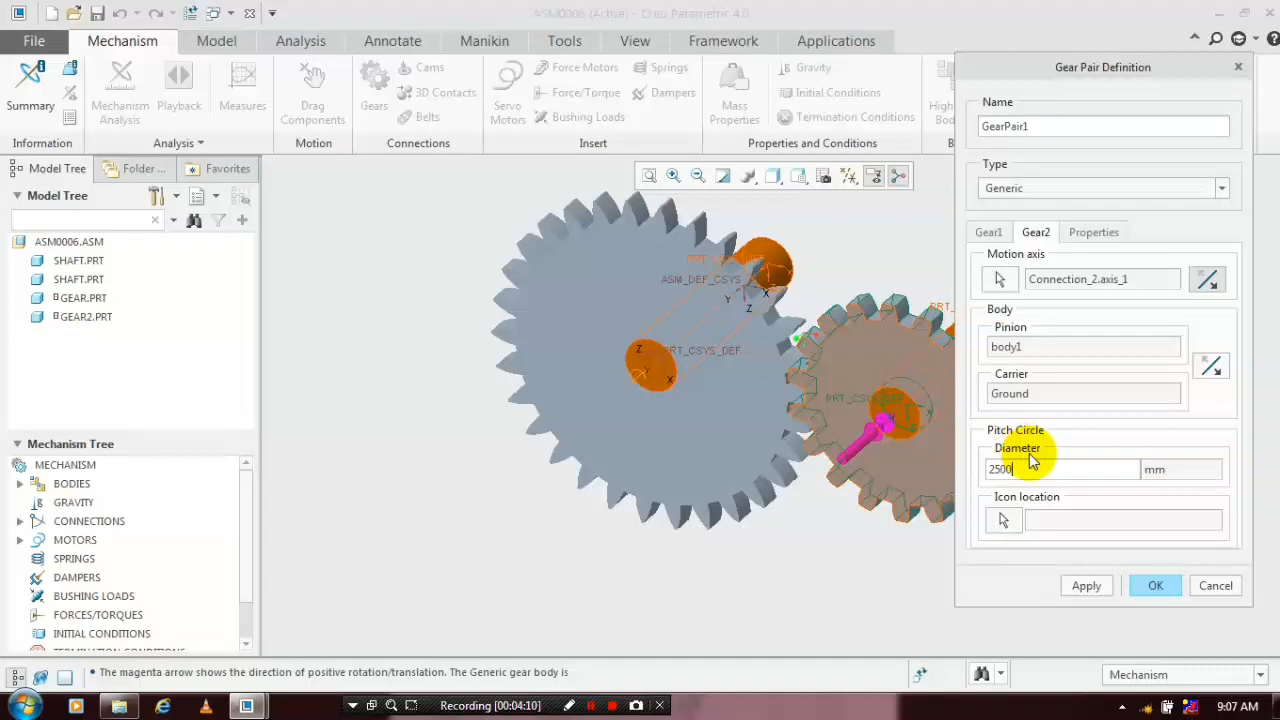 ASM0006 (Active) - Creo Parametric 4.0
File
Mechanism
Model
Analysis
Annotate
Manikin
Tools
View
Framework
Applications
Summary
Mechanism
Analysis
Playback
Measures
Drag
Components
Gears
Cams
3D Contacts
Belts
Servo
Motors
Force Motors
Force/Torque
Bushing Loads
Springs
Dampers
Mass
Properties
Gravity
Initial Conditions
Termination Conditions
Information
Analysis
Motion
Connections
Insert
Properties and Conditions
Model Tree
Folder ...
Favorites
Model Tree
ASM0006.ASM
SHAFT.PRT
SHAFT.PRT
GEAR.PRT
GEAR2.PRT
Mechanism Tree
MECHANISM
BODIES
GRAVITY
CONNECTIONS
MOTORS
SPRINGS
DAMPERS
BUSHING LOADS
FORCES/TORQUES
INITIAL CONDITIONS
ASM_DEF_CSYS
X
Y
Z
PRT_CSYS_DEF
Z
Y
X
PRT_CSYS_DEF
Gear Pair Definition
Name
GearPair1
Type
Generic
Gear1
Gear2
Properties
Motion axis
Connection_2.axis_1
Body
Pinion
body1
Carrier
Ground
Pitch Circle
Diameter
2500
mm
Icon location
Apply
OK
Cancel
• The magenta arrow shows the direction of positive rotation/translation. The Generic gear body is
Mechanism
Recording [00:04:10]
9:07 AM